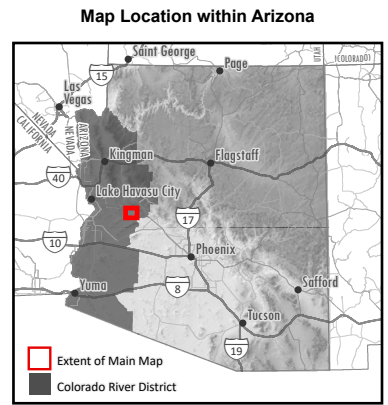 Map Location within Arizona
Saint George
Page
UTAH
(COLORADO)
15
Las
Vegas
NEVADA
CALIFORNIA
NEVADA
ARIZONA
Kingman
Flagstaff
40
Lake Havasu City
17
10
Phoenix
Yuma
8
Safford
Tucson
19
Extent of Main Map
Colorado River District